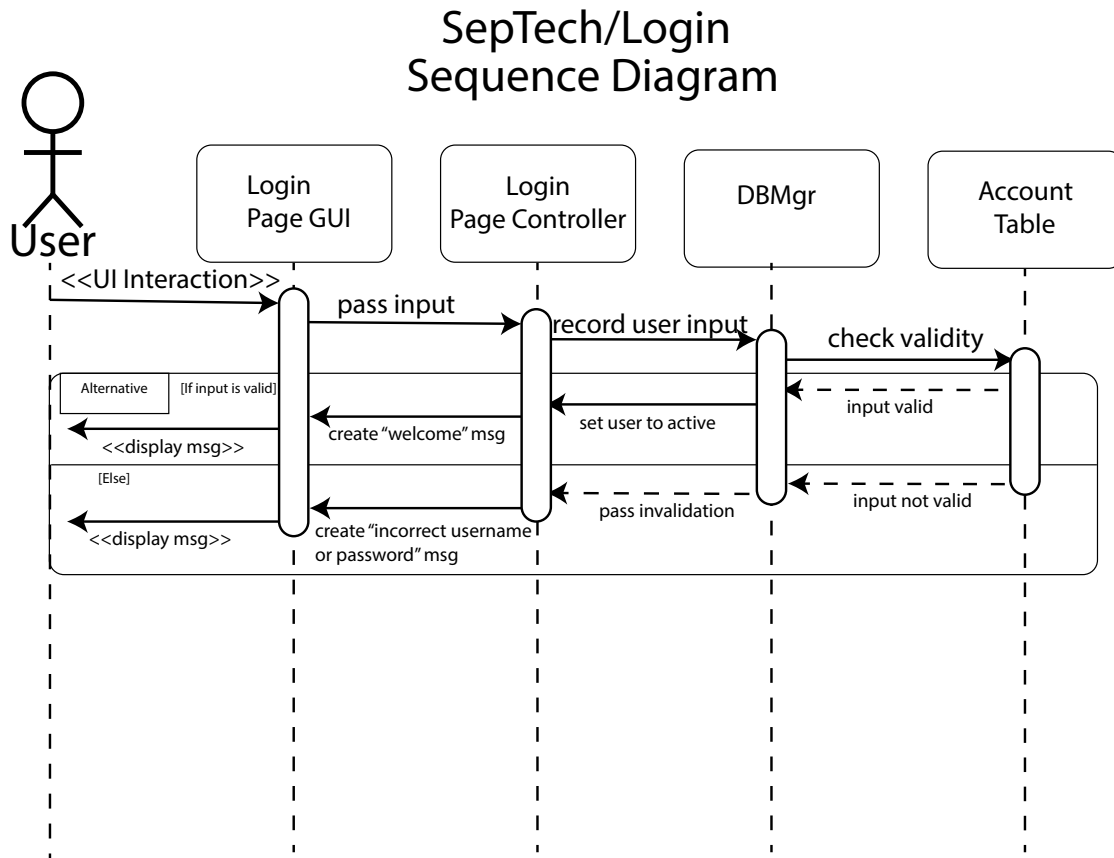 SepTech/Login
Sequence Diagram
User
Login
Page GUI
Login
Page Controller
DBMgr
Account
Table
<<UI Interaction>>
pass input
record user input
check validity
Alternative
[If input is valid]
input valid
set user to active
create "welcome" msg
<<display msg>>
[Else]
input not valid
pass invalidation
create "incorrect username
or password" msg
<<display msg>>